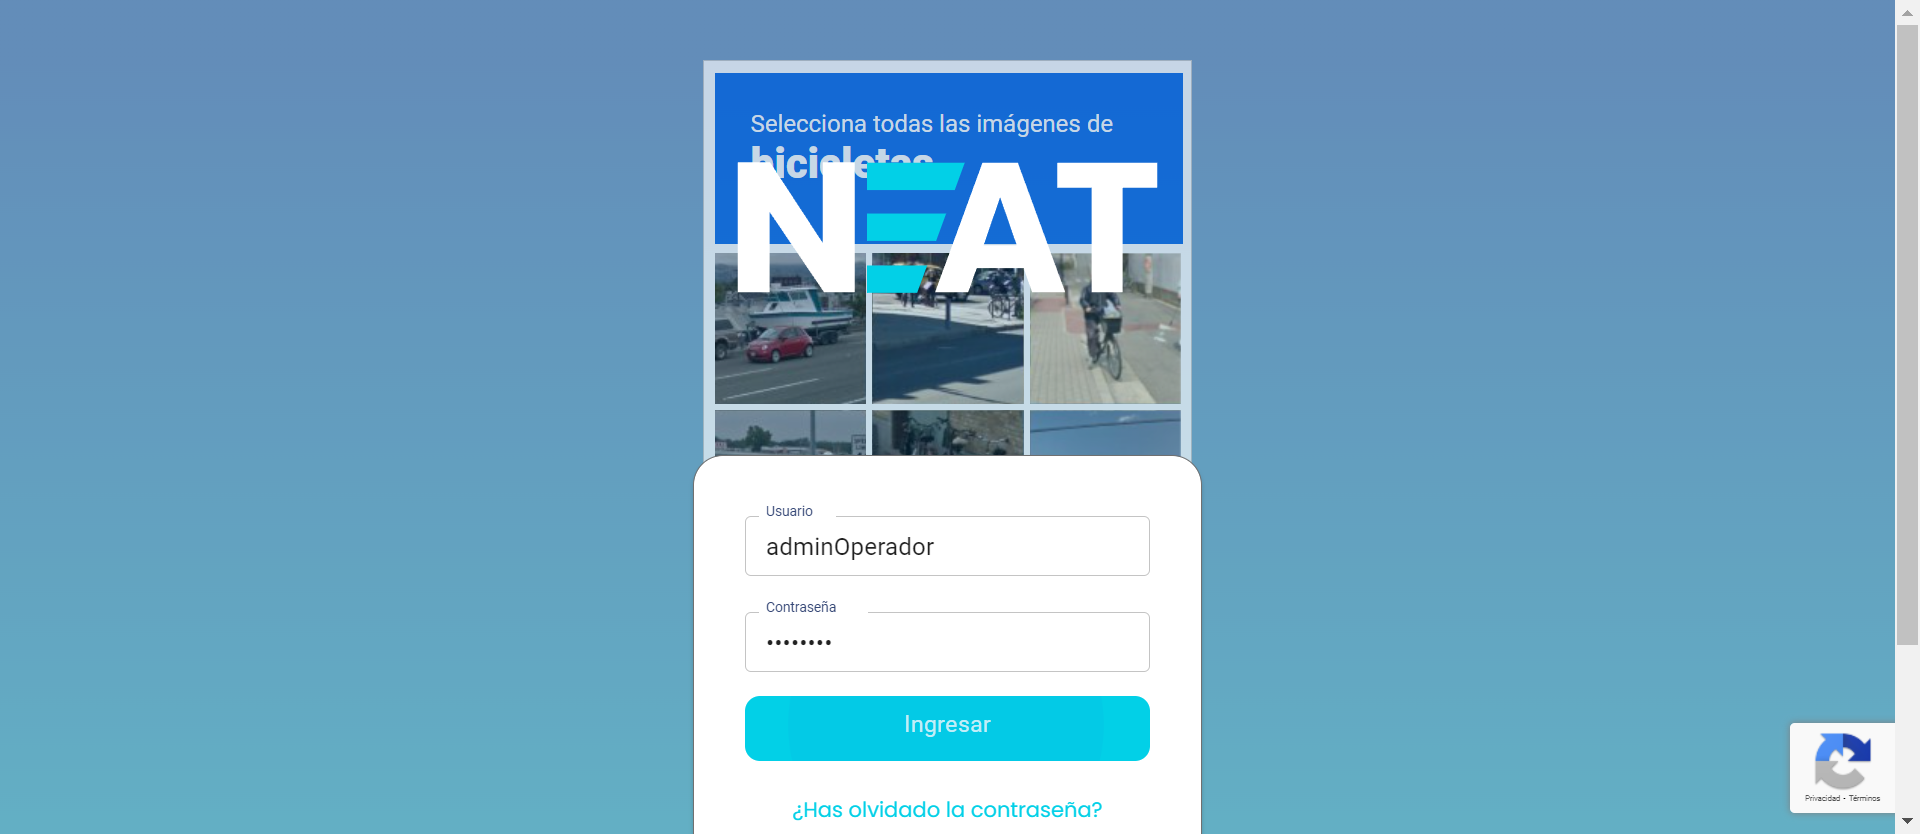 Selecciona todas las imágenes de
bicicletas
NEAT
Usuario
adminOperador
Contraseña
••••••••
Ingresar
¿Has olvidado la contraseña?
Privacidad - Términos